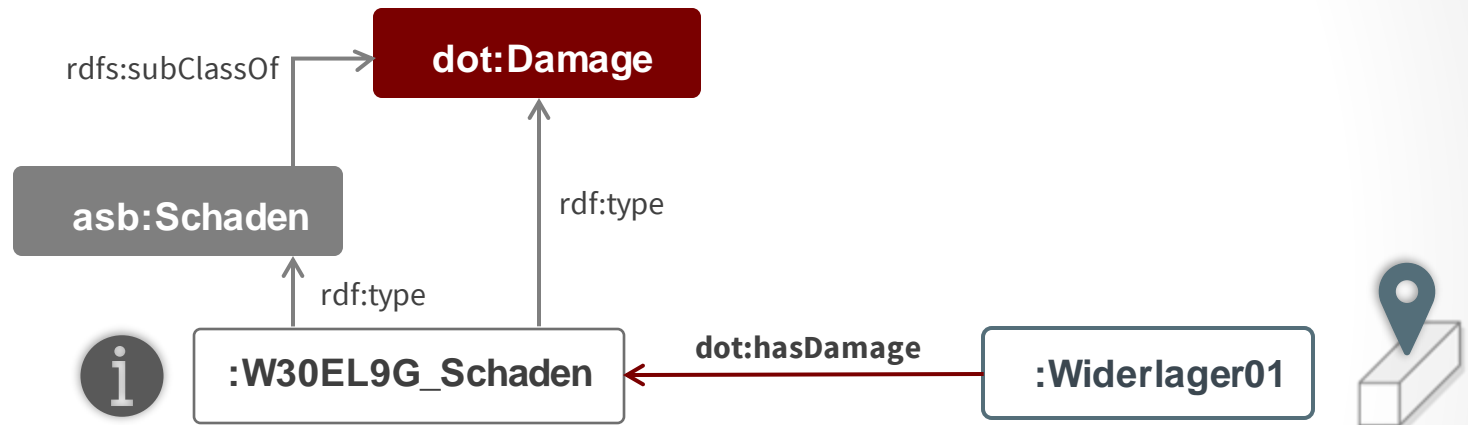 dot:Damage
rdfs:subClassOf
asb:Schaden
rdf:type
rdf:type
:W30EL9G_Schaden
dot:hasDamage
:Widerlager01